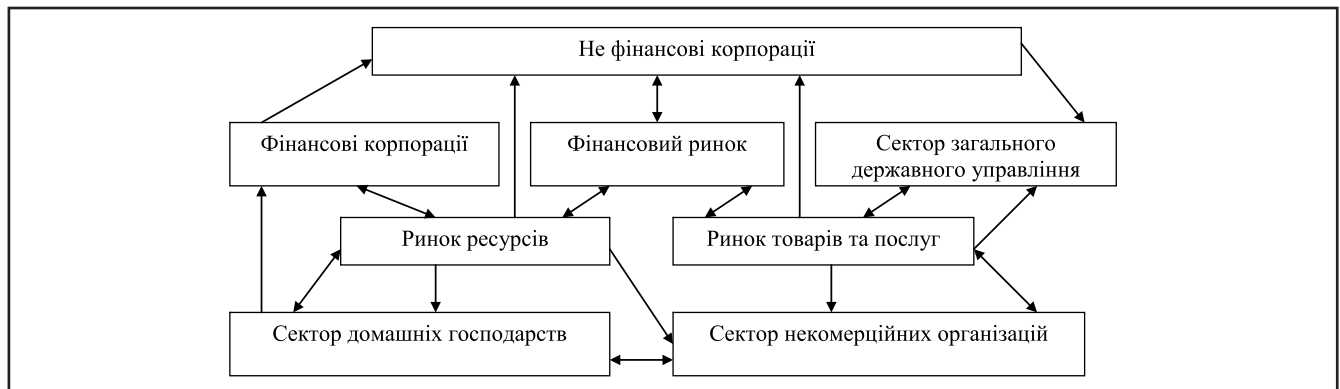 Не фінансові корпорації
Фінансові корпорації
Фінансовий ринок
Сектор загального
державного управління
Ринок ресурсів
Ринок товарів та послуг
Сектор домашніх господарств
Сектор некомерційних організацій